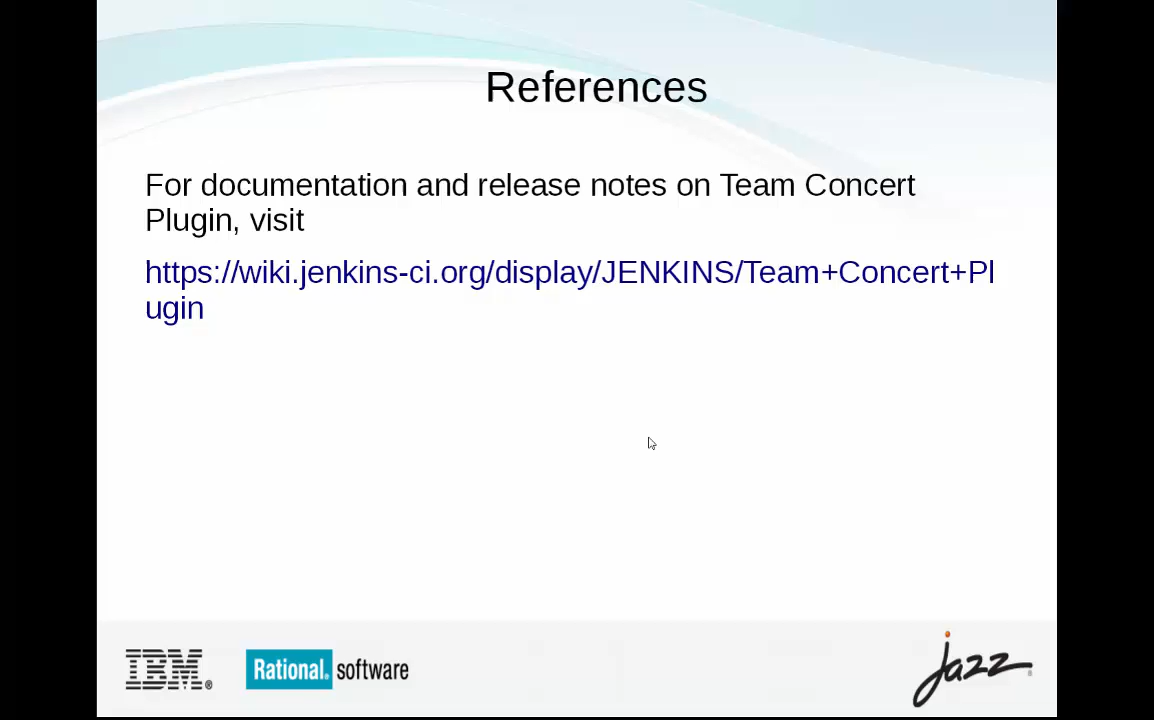 References
For documentation and release notes on Team Concert
Plugin, visit
https://wiki.jenkins-ci.org/display/JENKINS/Team+Concert+Pl
ugin
IBM® Rational® software jazz®